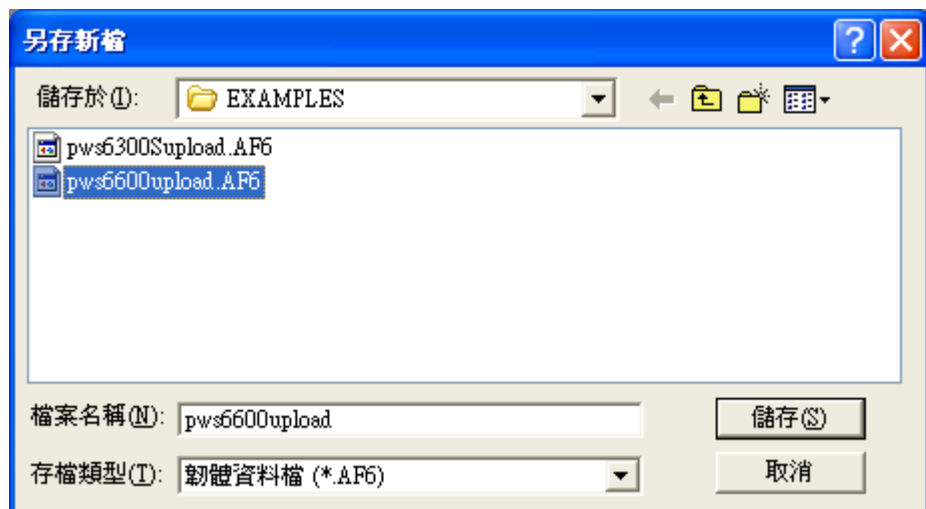 另存新檔
儲存於(I): EXAMPLES
pws6300Supload.AF6
pws6600upload.AF6
檔案名稱(N): pws6600upload 儲存(S)
存檔類型(T): 韌體資料檔 (*.AF6) 取消